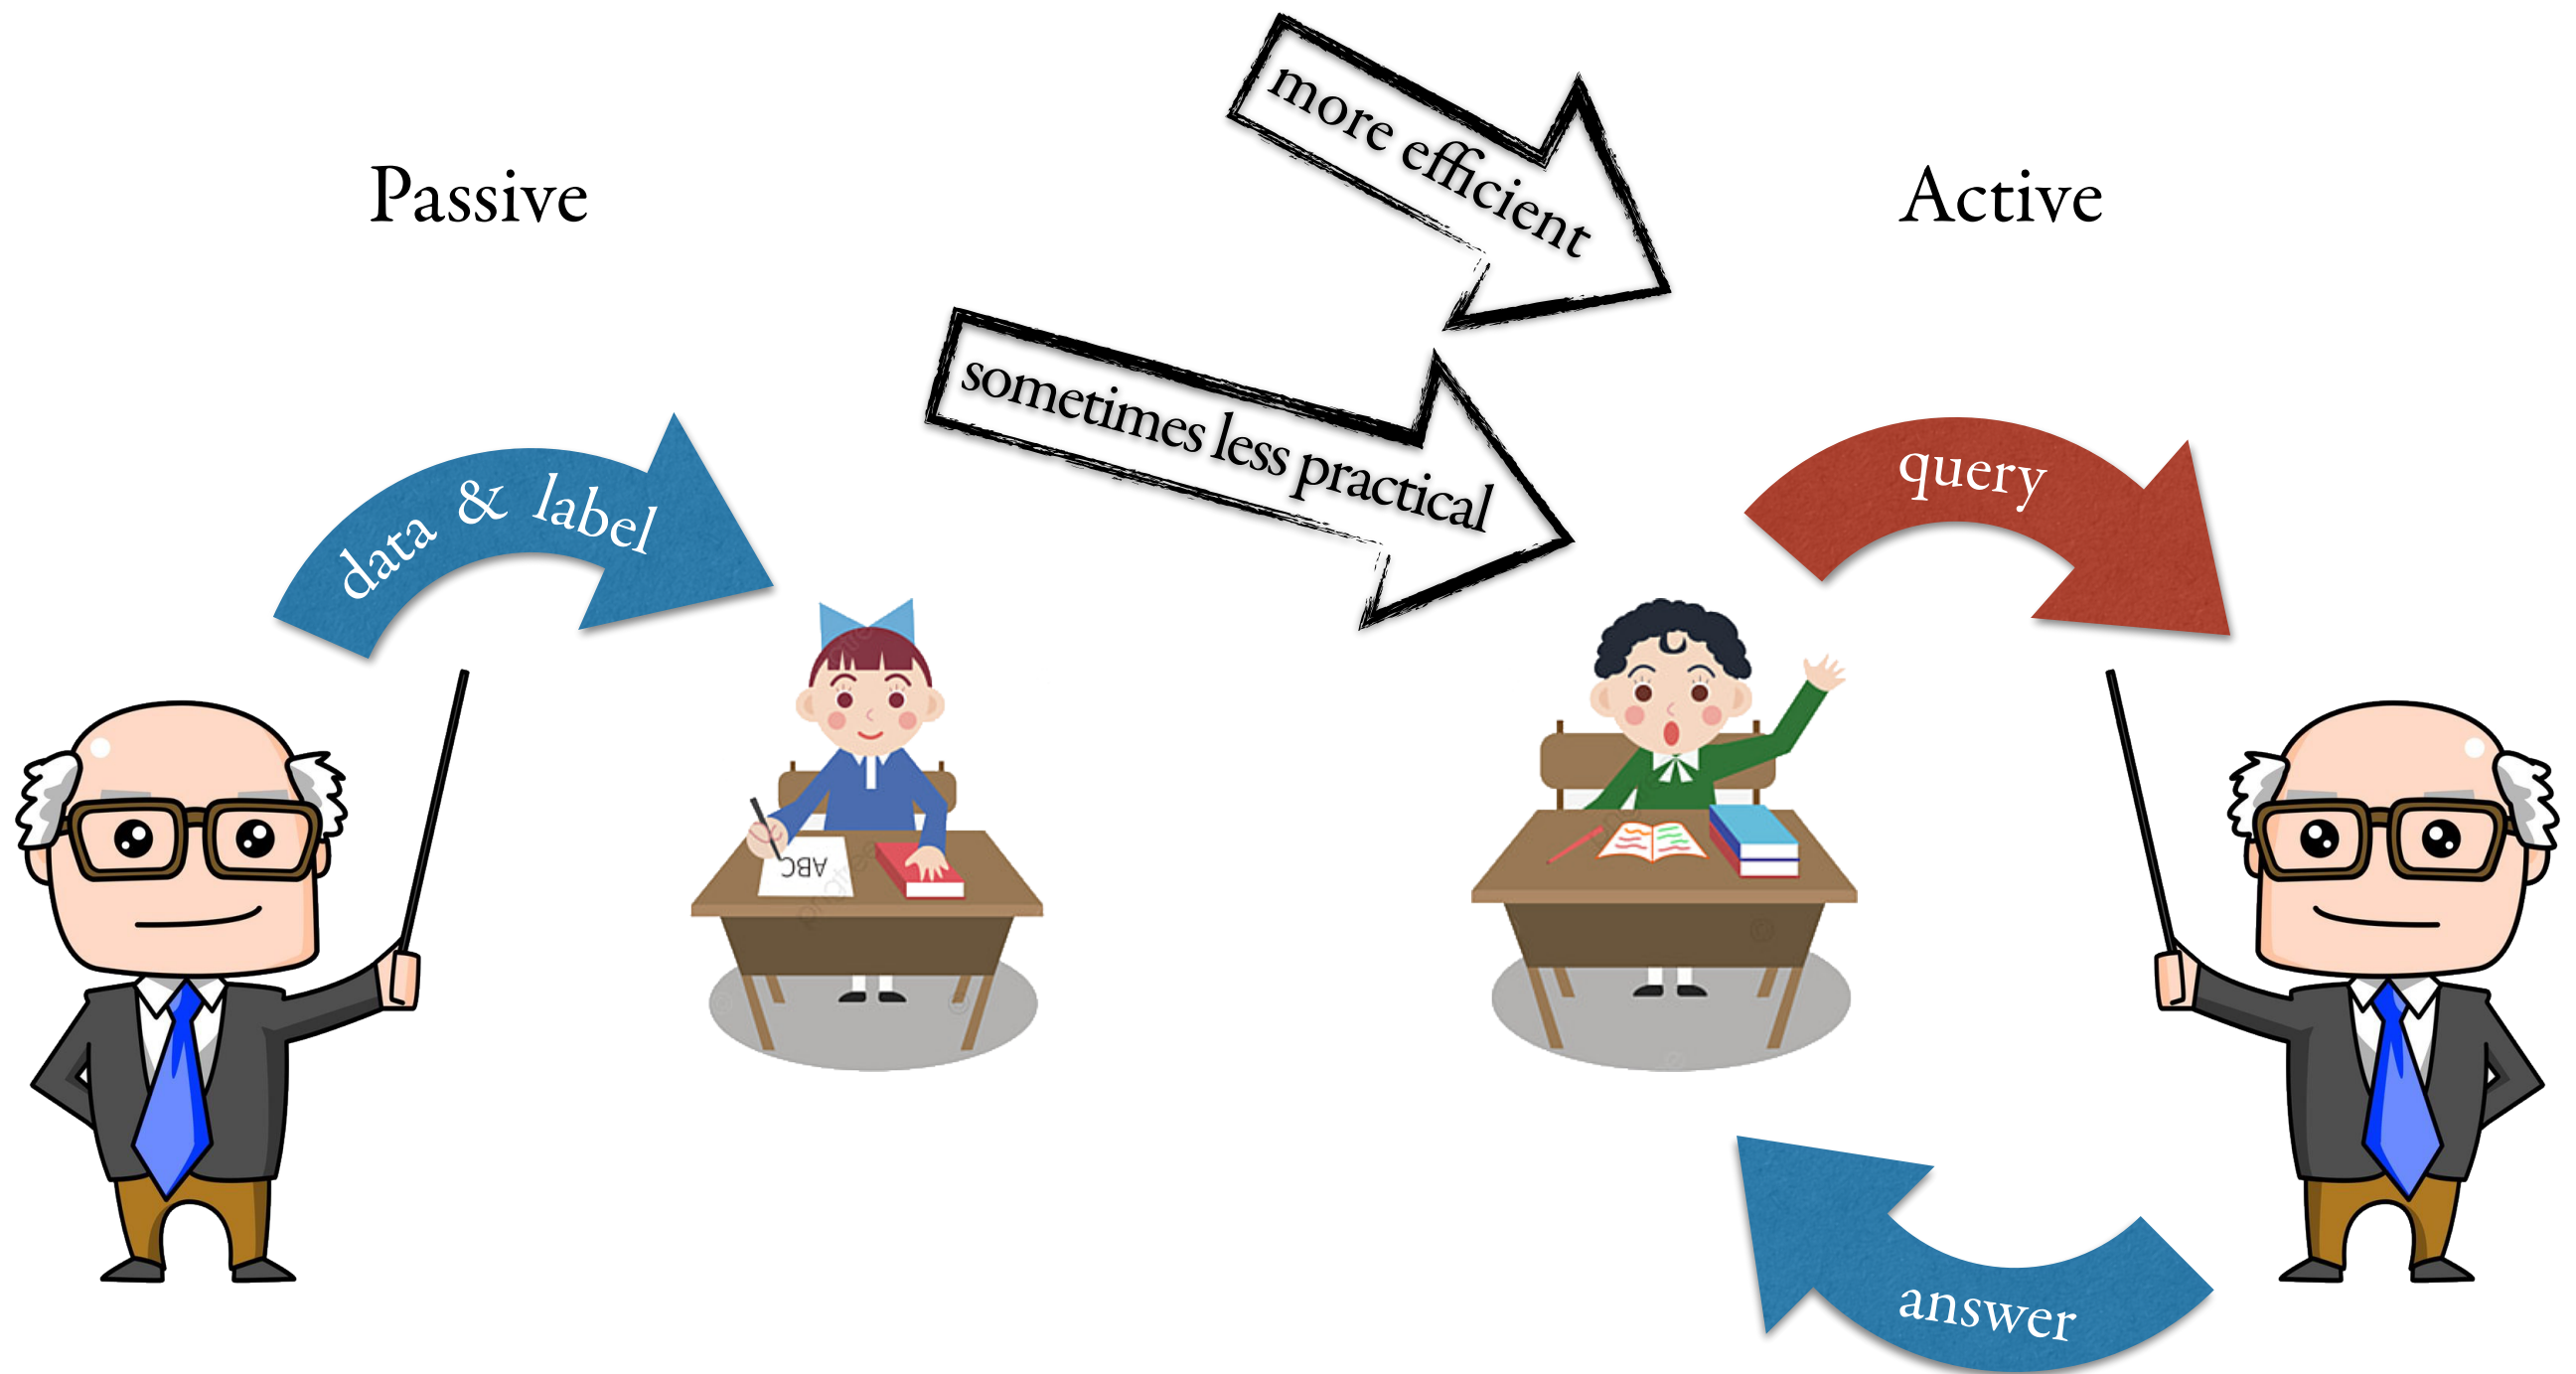 Passive
more efficient
Active
sometimes less practical
data & label
query
ABC
answer